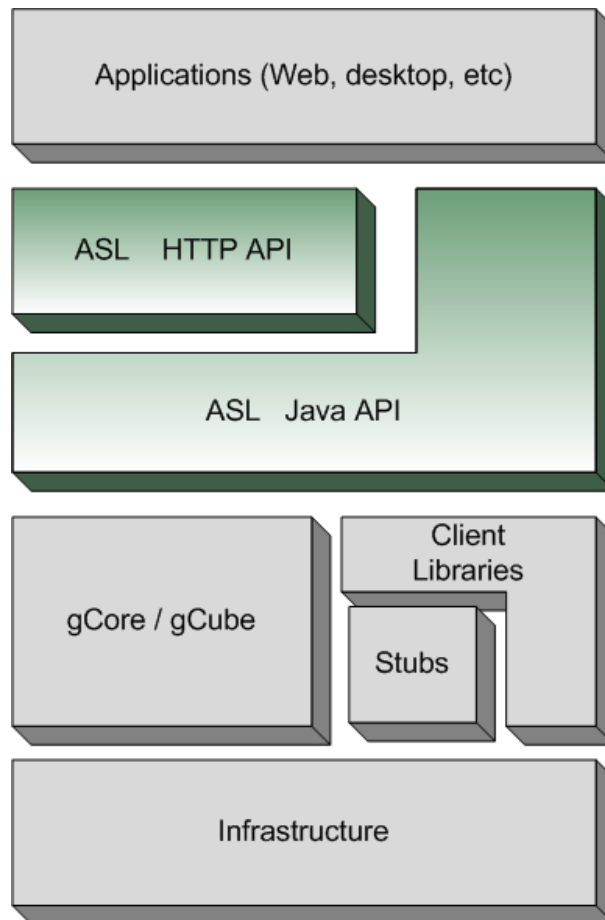 Applications (Web, desktop, etc)
ASL HTTP API
ASL Java API
gCore / gCube
Client
Libraries
Stubs
Infrastructure